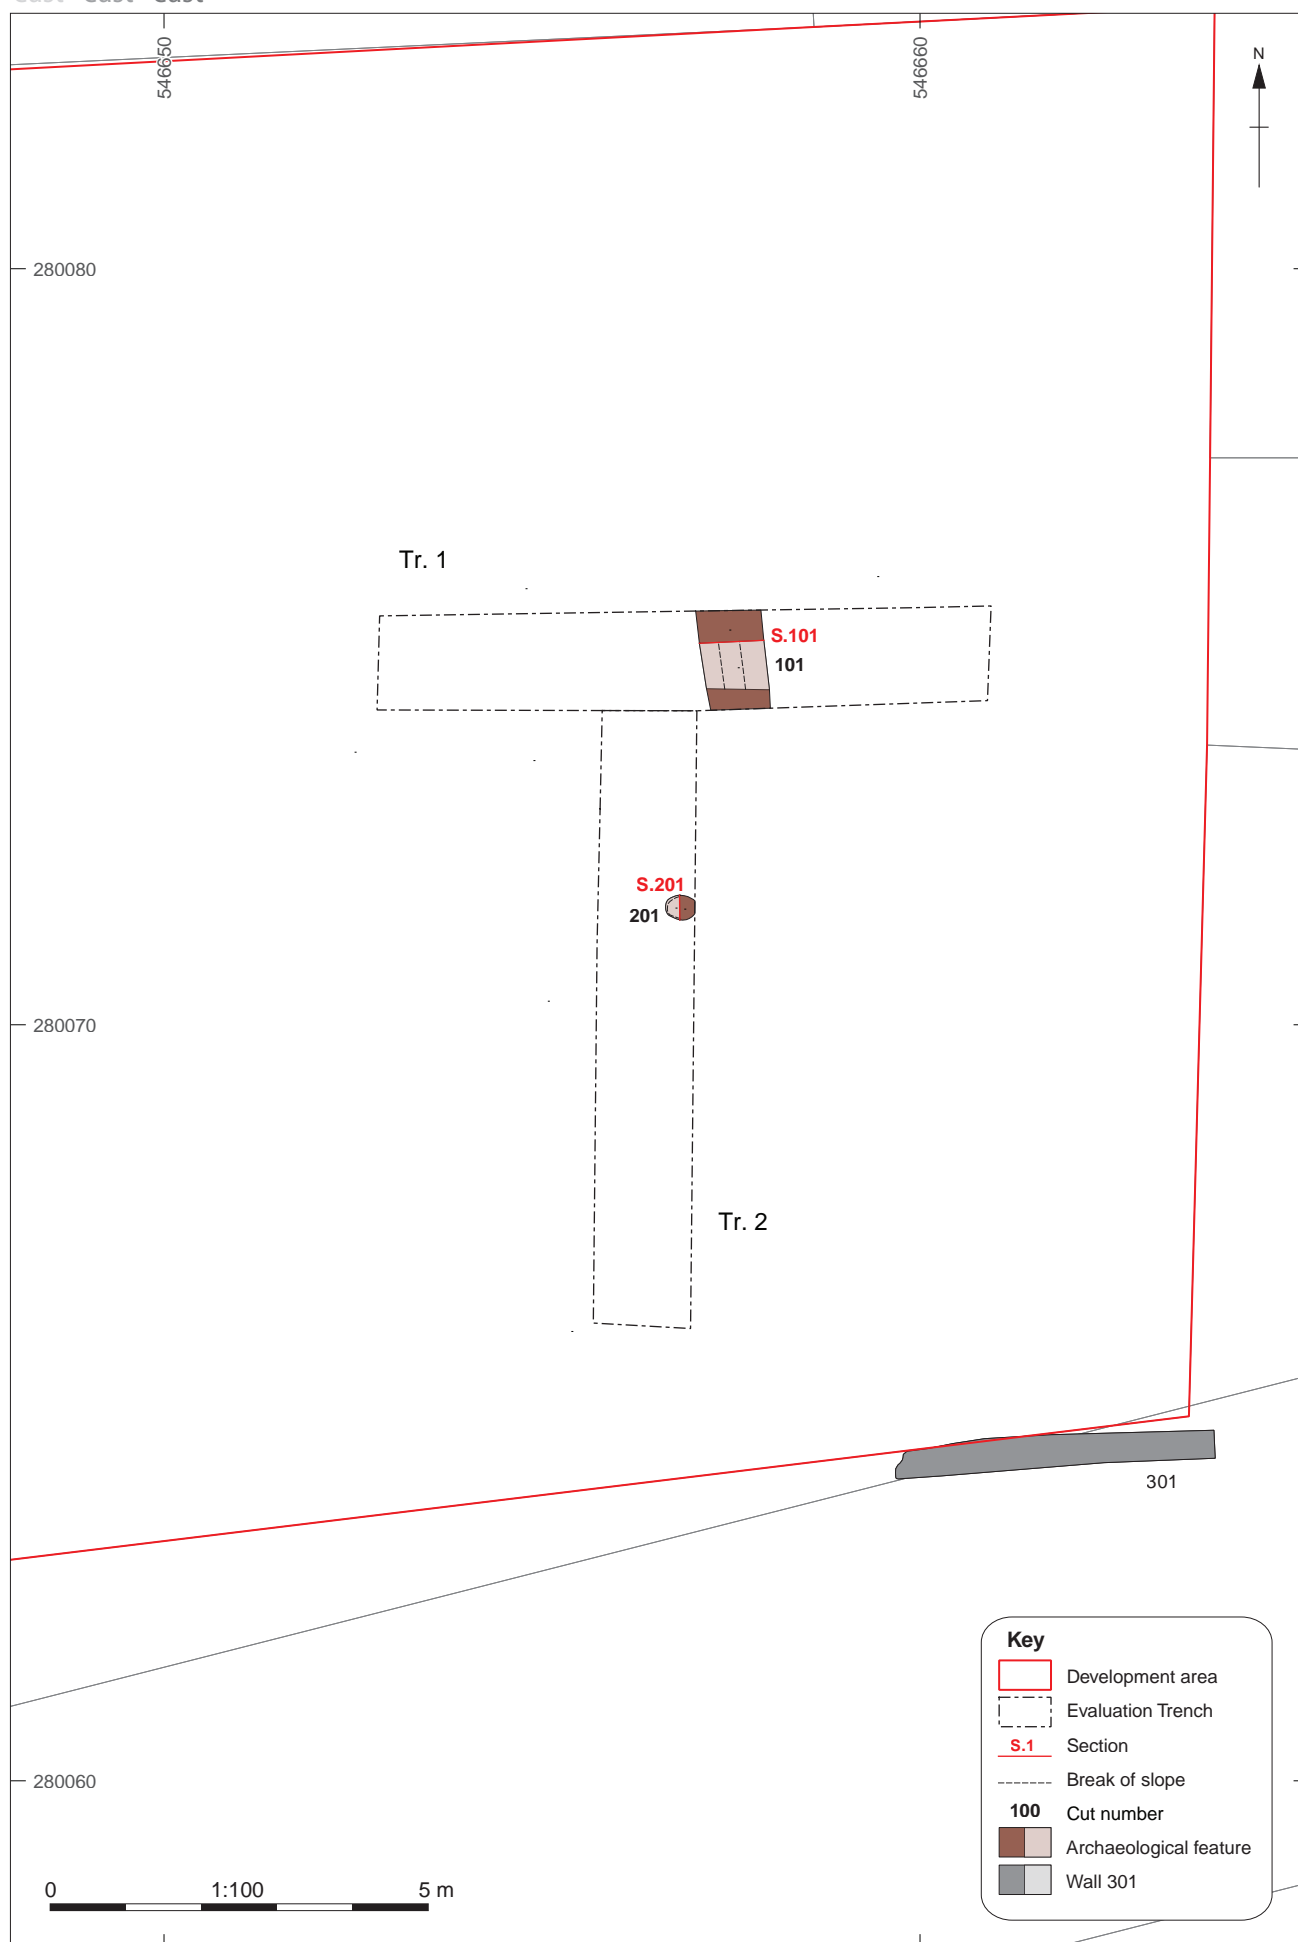 546650
546660
N
280080
Tr. 1
S.101
101
S.201
201
280070
Tr. 2
301
Key
Development area
Evaluation Trench
S.1 Section
Break of slope
100 Cut number
Archaeological feature
Wall 301
280060
0 1:100 5 m